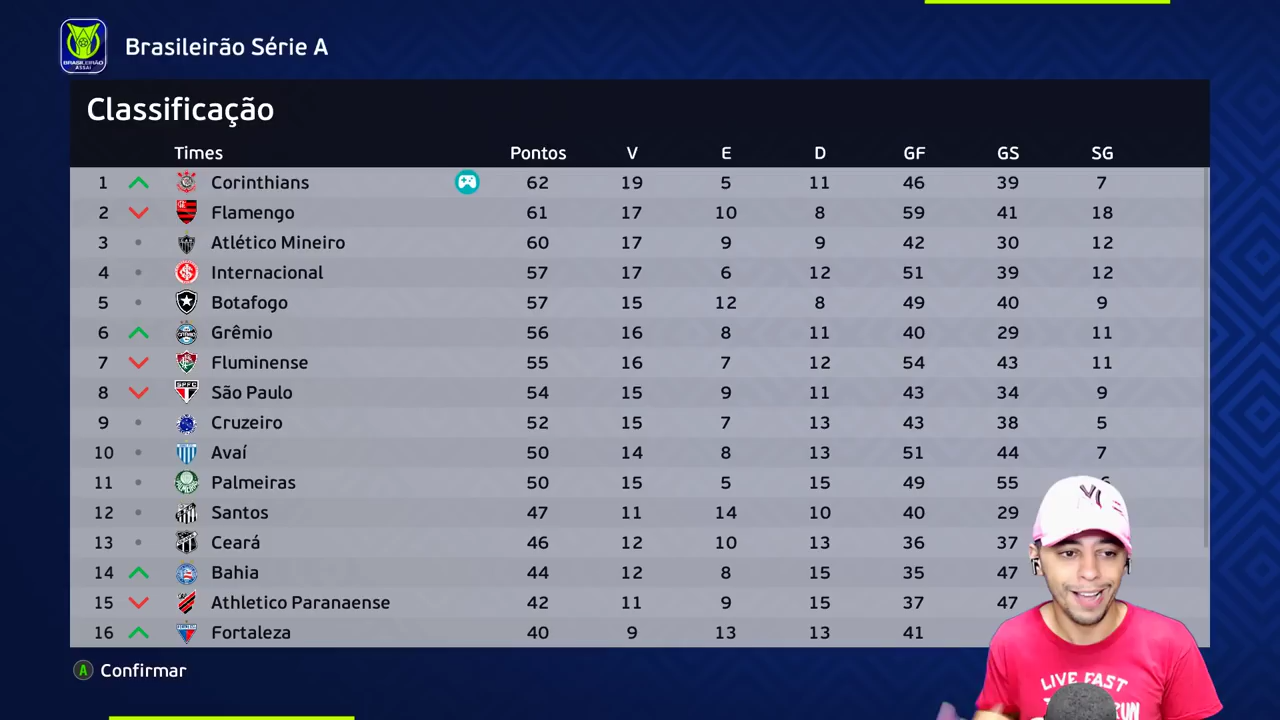 BRASILEIRÃO
ASSAÍ
Brasileirão Série A
Classificação
Times Pontos V E D GF GS SG
1 Corinthians 62 19 5 11 46 39 7
2 Flamengo 61 17 10 8 59 41 18
3 Atlético Mineiro 60 17 9 9 42 30 12
4 Internacional 57 17 6 12 51 39 12
5 Botafogo 57 15 12 8 49 40 9
6 Grêmio 56 16 8 11 40 29 11
7 Fluminense 55 16 7 12 54 43 11
8 São Paulo 54 15 9 11 43 34 9
9 Cruzeiro 52 15 7 13 43 38 5
10 Avaí 50 14 8 13 51 44 7
11 Palmeiras 50 15 5 15 49 55
12 Santos 47 11 14 10 40 29
13 Ceará 46 12 10 13 36 37
14 Bahia 44 12 8 15 35 47
15 Athletico Paranaense 42 11 9 15 37 47
16 Fortaleza 40 9 13 13 41
A Confirmar
LIVE FAST
RUN